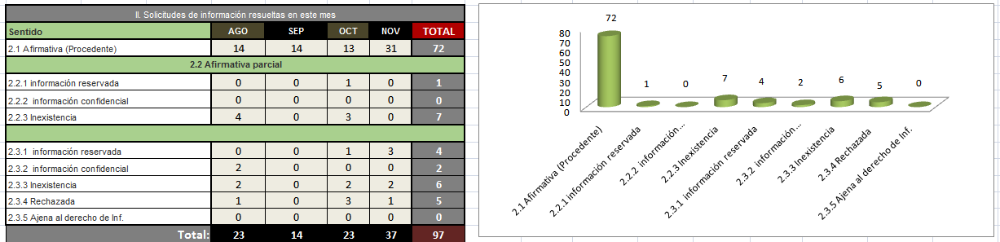 II. Solicitudes de información resueltas en este mes
Sentido AGO SEP OCT NOV TOTAL
2.1 Afirmativa (Procedente) 14 14 13 31 72
2.2 Afirmativa parcial
2.2.1 información reservada 0 0 1 0 1
2.2.2 información confidencial 0 0 0 0 0
2.2.3 Inexistencia 4 0 3 0 7
2.3.1 información reservada 0 0 1 3 4
2.3.2 información confidencial 2 0 0 0 2
2.3.3 Inexistencia 2 0 2 2 6
2.3.4 Rechazada 1 0 3 1 5
2.3.5 Ajena al derecho de Inf. 0 0 0 0 0
Total: 23 14 23 37 97
80
70
60
50
40
30
20
10
0
72 1 0 7 4 2 6 5 0
2.1 Afirmativa (Procedente)
2.2.1 información reservada
2.2.2 información...
2.2.3 Inexistencia
2.3.1 información reservada
2.3.2 información...
2.3.3 Inexistencia
2.3.4 Rechazada
2.3.5 Ajena al derecho de Inf.